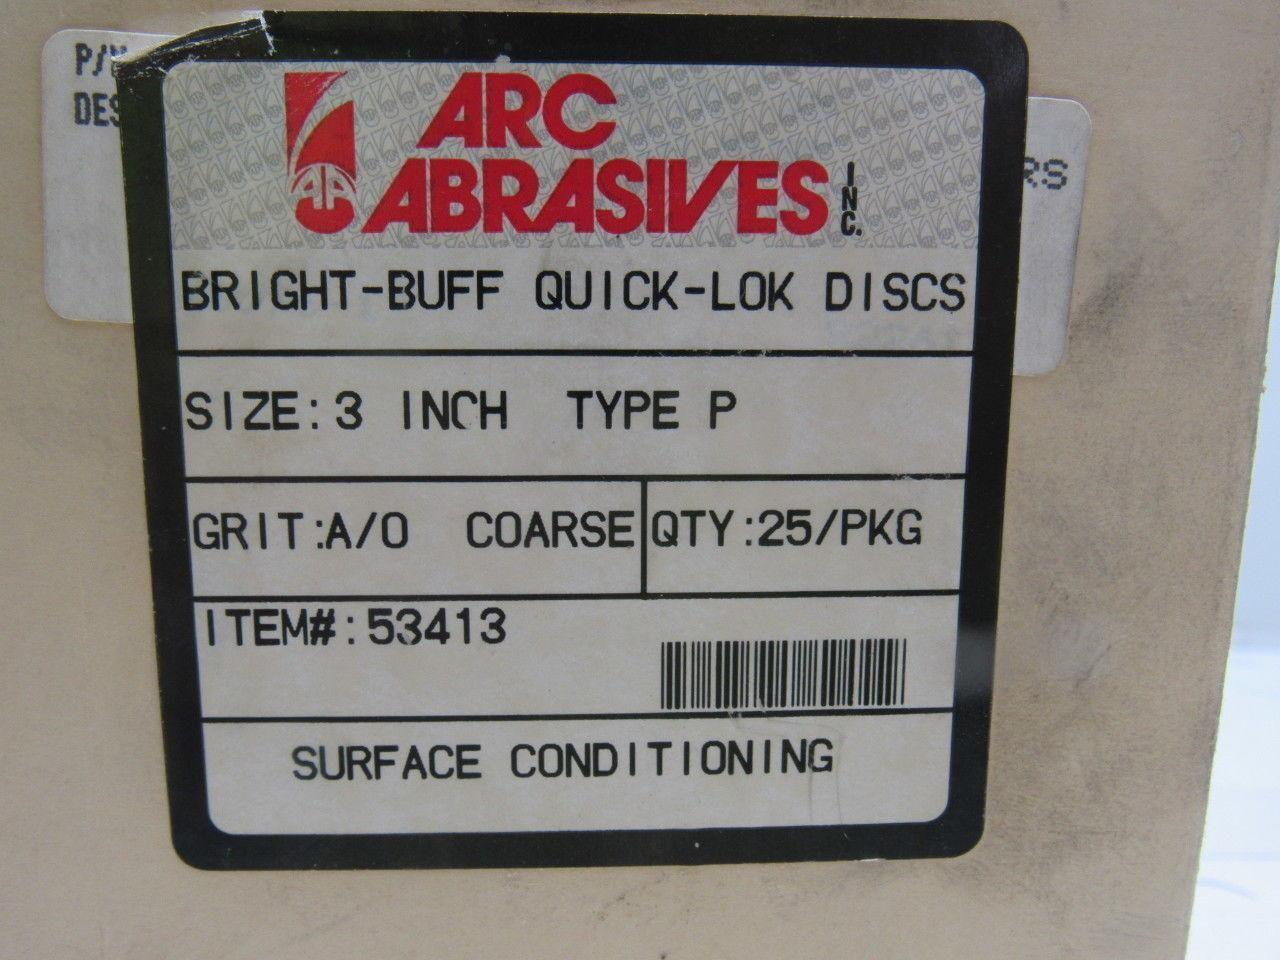 ARC
ABRASIVES INC.
BRIGHT-BUFF QUICK-LOK DISCS
SIZE:3 INCH TYPE P
GRIT:A/O COARSE QTY:25/PKG
ITEM#:53413
SURFACE CONDITIONING